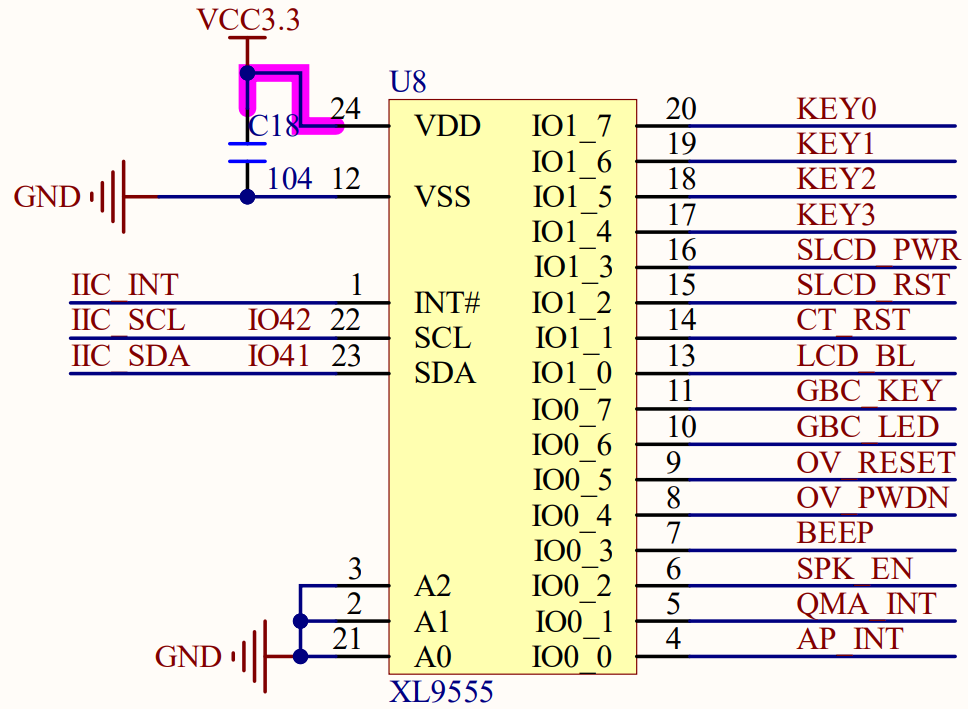 VCC3.3
U8
24 VDD IO1_7 20 KEY0
C18
IO1_6 19 KEY1
104
GND 12 VSS IO1_5 18 KEY2
IO1_4 17 KEY3
IO1_3 16 SLCD_PWR
IIC_INT 1 INT# IO1_2 15 SLCD_RST
IIC_SCL IO42 22 SCL IO1_1 14 CT_RST
IIC_SDA IO41 23 SDA IO1_0 13 LCD_BL
IO0_7 11 GBC_KEY
IO0_6 10 GBC_LED
IO0_5 9 OV_RESET
IO0_4 8 OV_PWDN
IO0_3 7 BEEP
3 A2 IO0_2 6 SPK_EN
2 A1 IO0_1 5 QMA_INT
GND 21 A0 IO0_0 4 AP_INT
XL9555